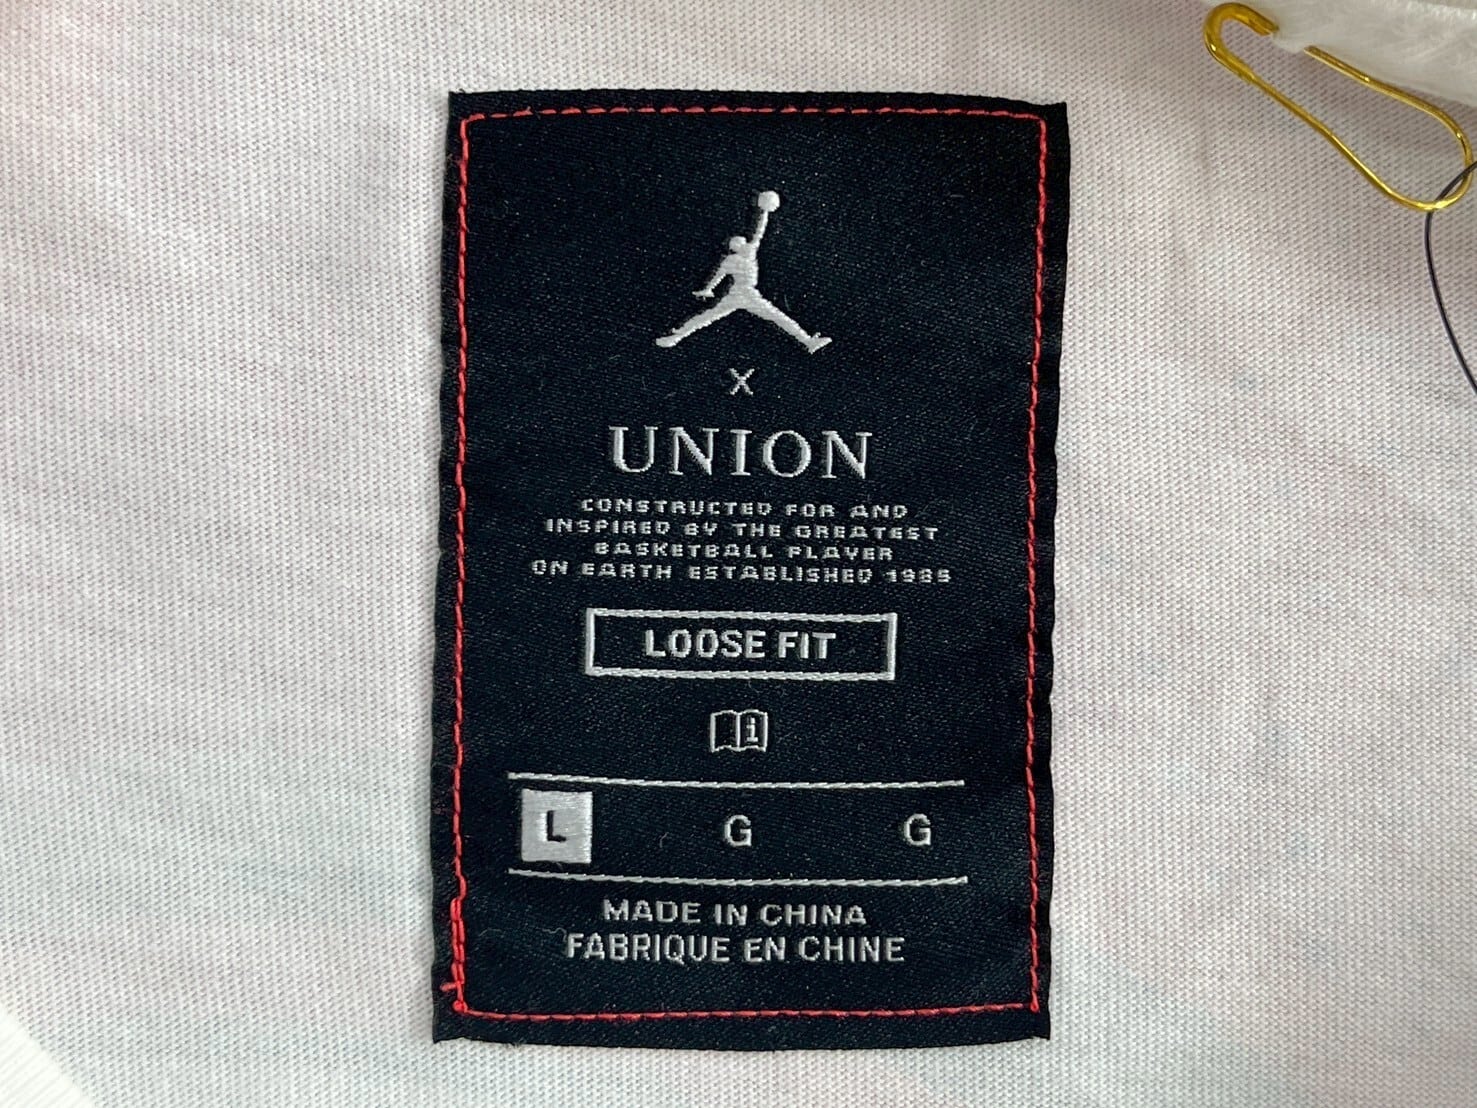 X
UNION
CONSTRUCTED FOR AND
INSPIRED BY THE GREATEST
BASKETBALL PLAYER
ON EARTH ESTABLISHED 1985
LOOSE FIT
i
L G G
MADE IN CHINA
FABRIQUE EN CHINE